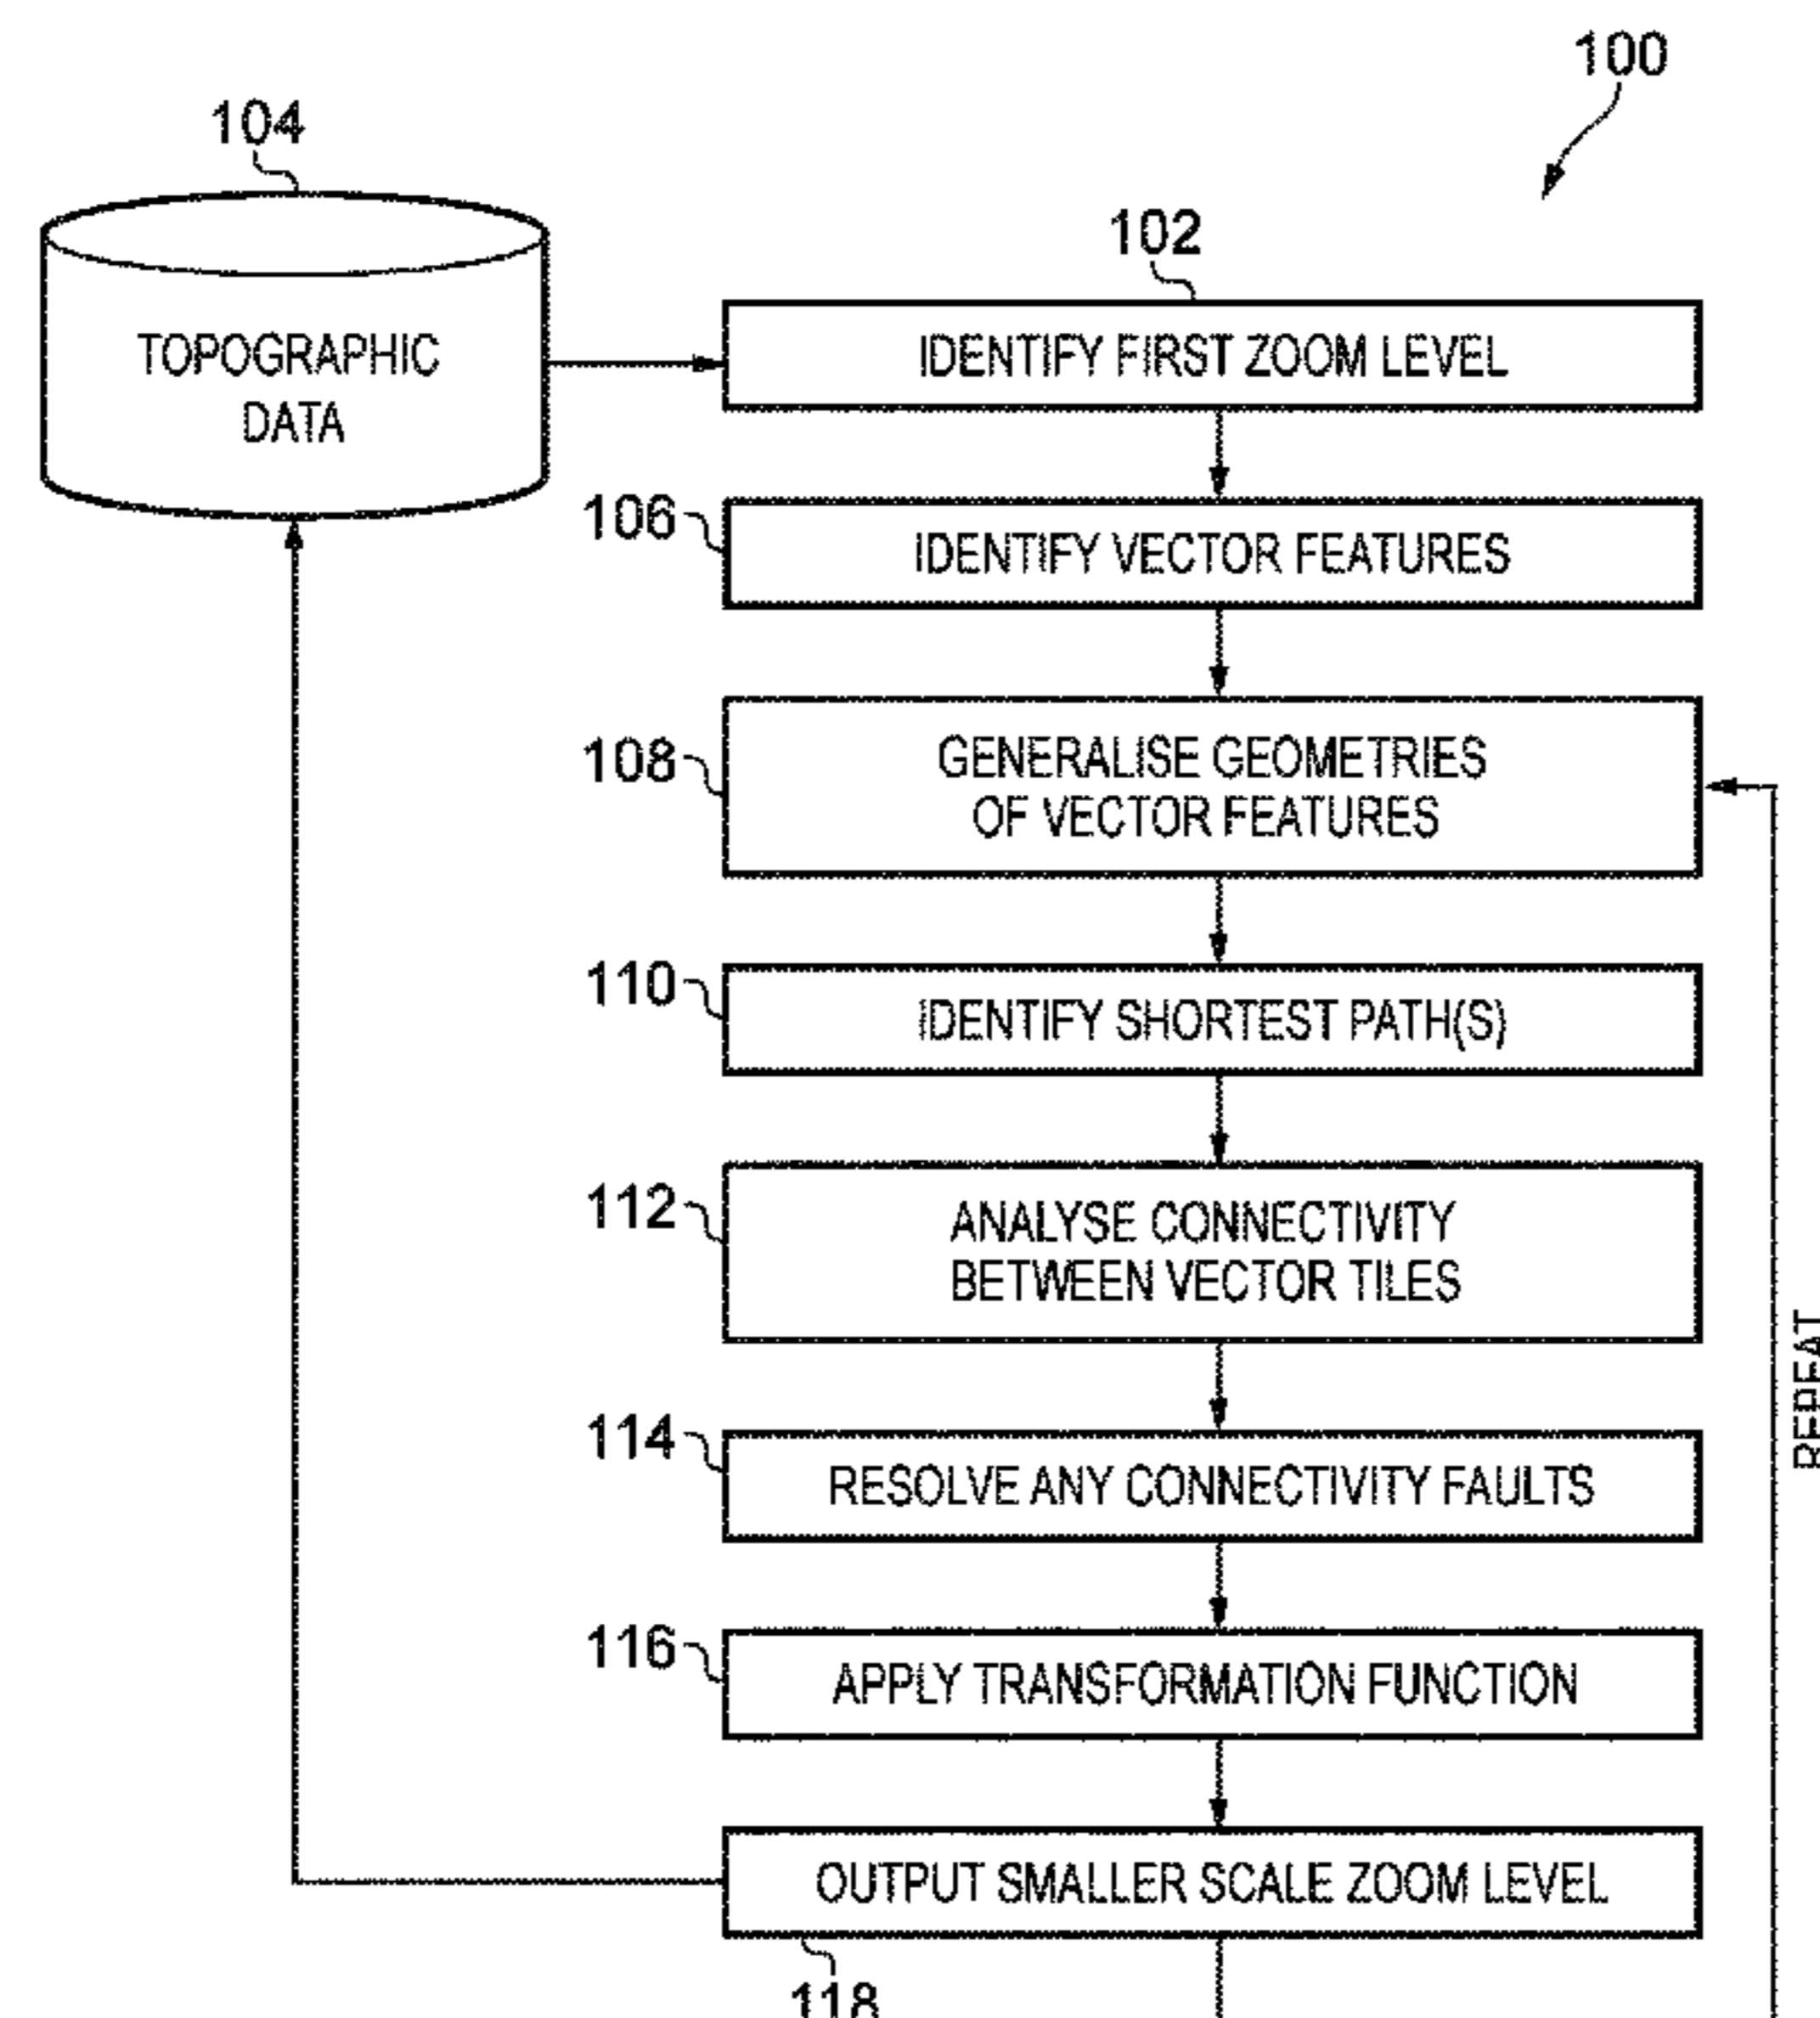 100
104
TOPOGRAPHIC
DATA
102
IDENTIFY FIRST ZOOM LEVEL
106
IDENTIFY VECTOR FEATURES
108
GENERALISE GEOMETRIES
OF VECTOR FEATURES
110
IDENTIFY SHORTEST PATH(S)
112
ANALYSE CONNECTIVITY
BETWEEN VECTOR TILES
REPEAT
114
RESOLVE ANY CONNECTIVITY FAULTS
116
APPLY TRANSFORMATION FUNCTION
OUTPUT SMALLER SCALE ZOOM LEVEL
118